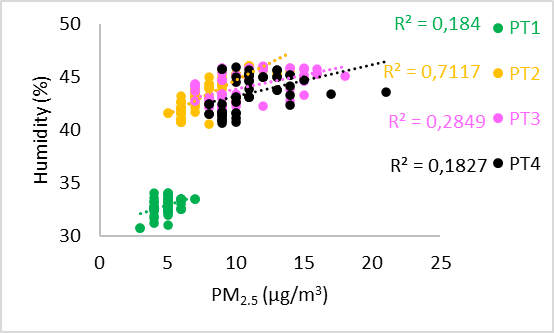 50
R² = 0,184 PT1
45
R² = 0,7117 PT2
40
R² = 0,2849 PT3
35
R² = 0,1827 PT4
30
Humidity (%)
0 5 10 15 20 25
PM₂.₅ (µg/m³)